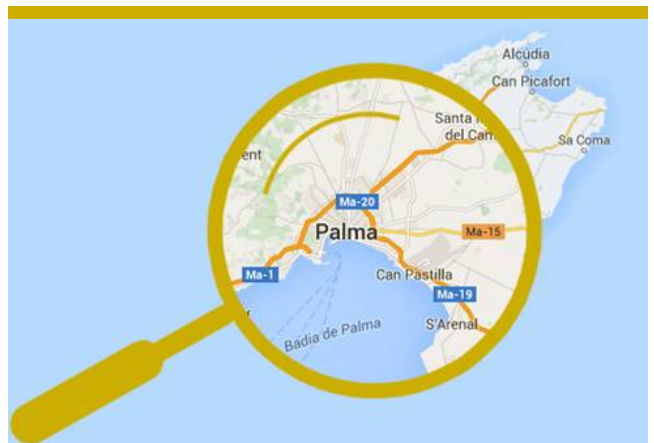 Alcúdia
Can Picafort
Santa
del Cam
Sa Coma
ent
Ma-20
Palma
Ma-15
Ma-1
Can Pastilla
Ma-19
S'Arenal
Badia de Palma